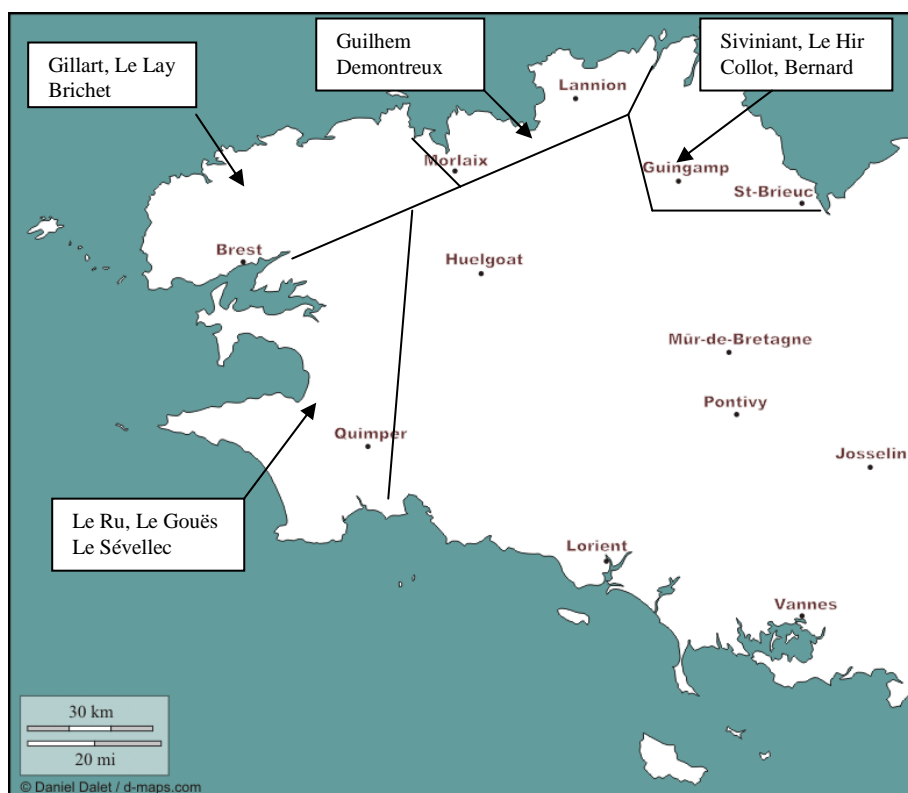 Gillart, Le Lay
Brichet
Guilhem
Demontreux
Siviniant, Le Hir
Collot, Bernard
Lannion
Morlaix
Guingamp
St-Brieuc
Brest
Huelgoat
Mûr-de-Bretagne
Pontivy
Quimper
Josselin
Le Ru, Le Gouës
Le Sévellec
Lorient
Vannes
30 km
20 mi
© Daniel Dalet / d-maps.com